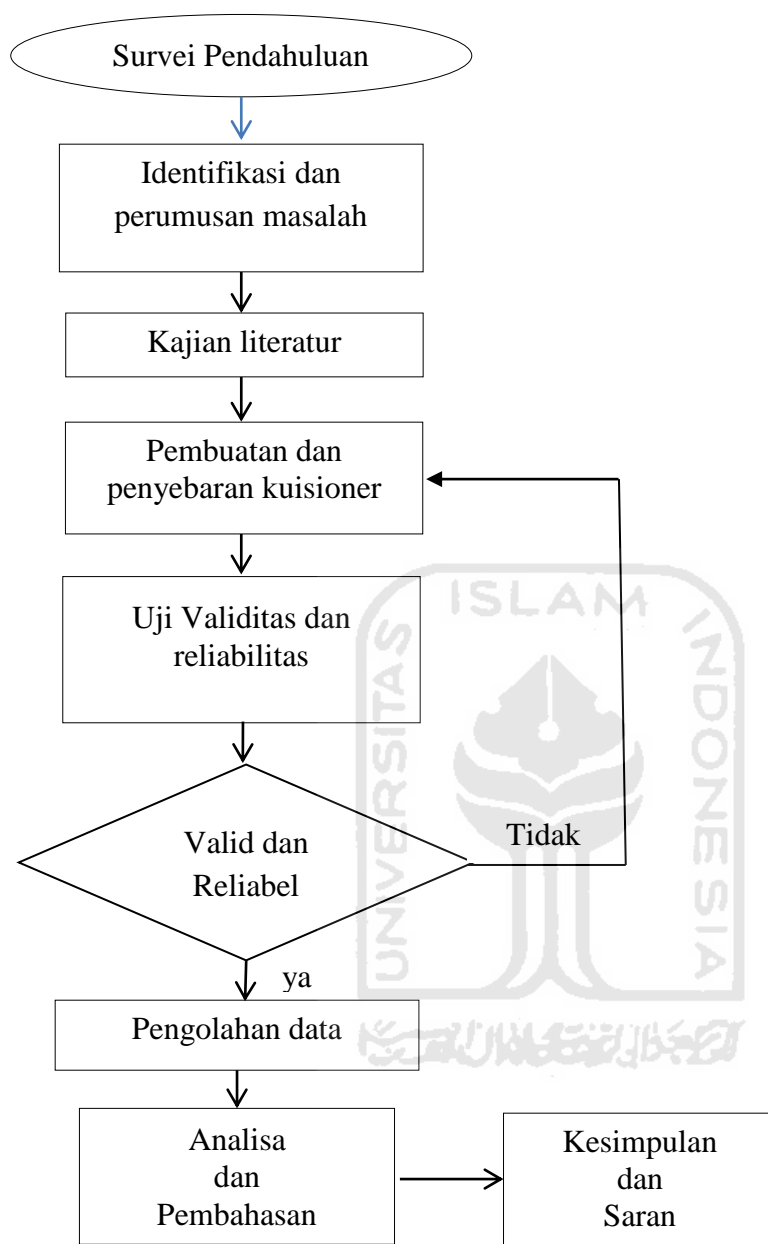 Survei Pendahuluan
Identifikasi dan
perumusan masalah
Kajian literatur
Pembuatan dan
penyebaran kuisioner
Uji Validitas dan
reliabilitas
Valid dan
Reliabel
Tidak
ya
Pengolahan data
Analisa
dan
Pembahasan
Kesimpulan
dan
Saran
UNIVERSITAS
ISLAM
INDONESIA